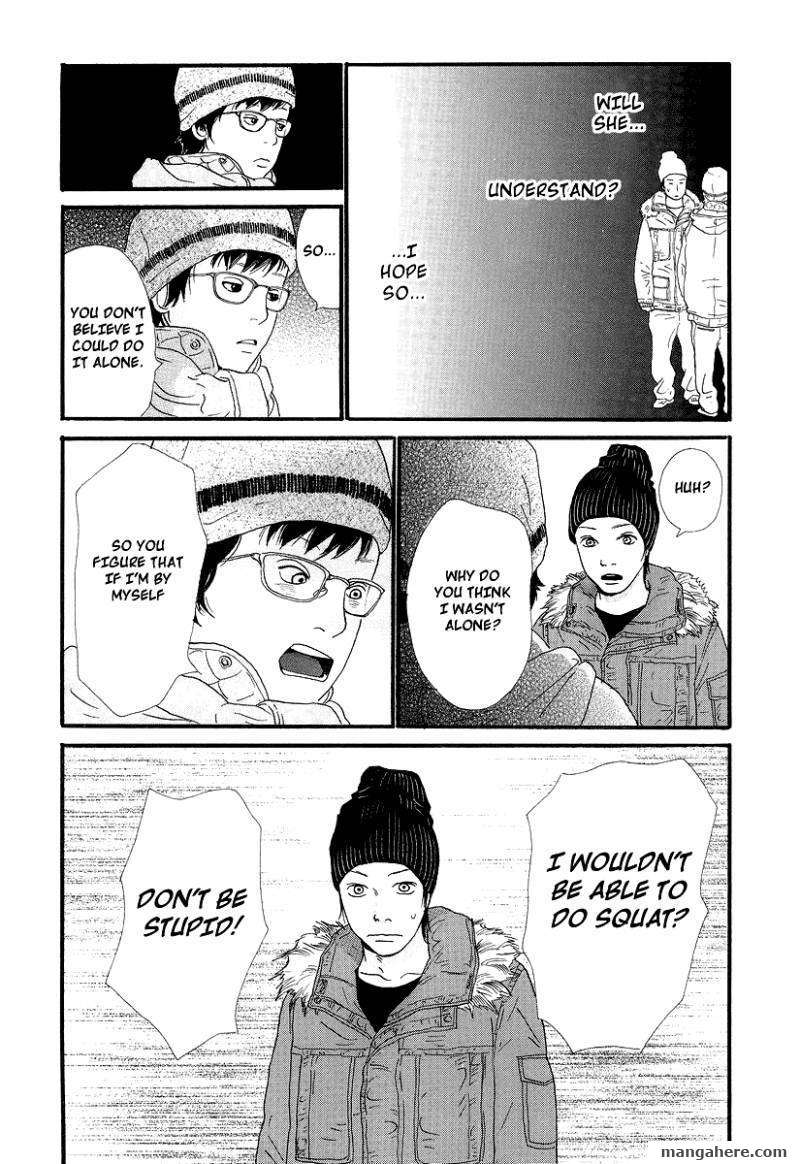 WILL
SHE...
UNDERSTAND?
...I
HOPE
SO...
SO...
YOU DON'T
BELIEVE I
COULD DO
IT ALONE.
HUH?
WHY DO
YOU THINK
I WASN'T
ALONE?
SO YOU
FIGURE THAT
IF I'M BY
MYSELF
I WOULDN'T
BE ABLE TO
DO SQUAT?
DON'T BE
STUPID!
mangahere.com